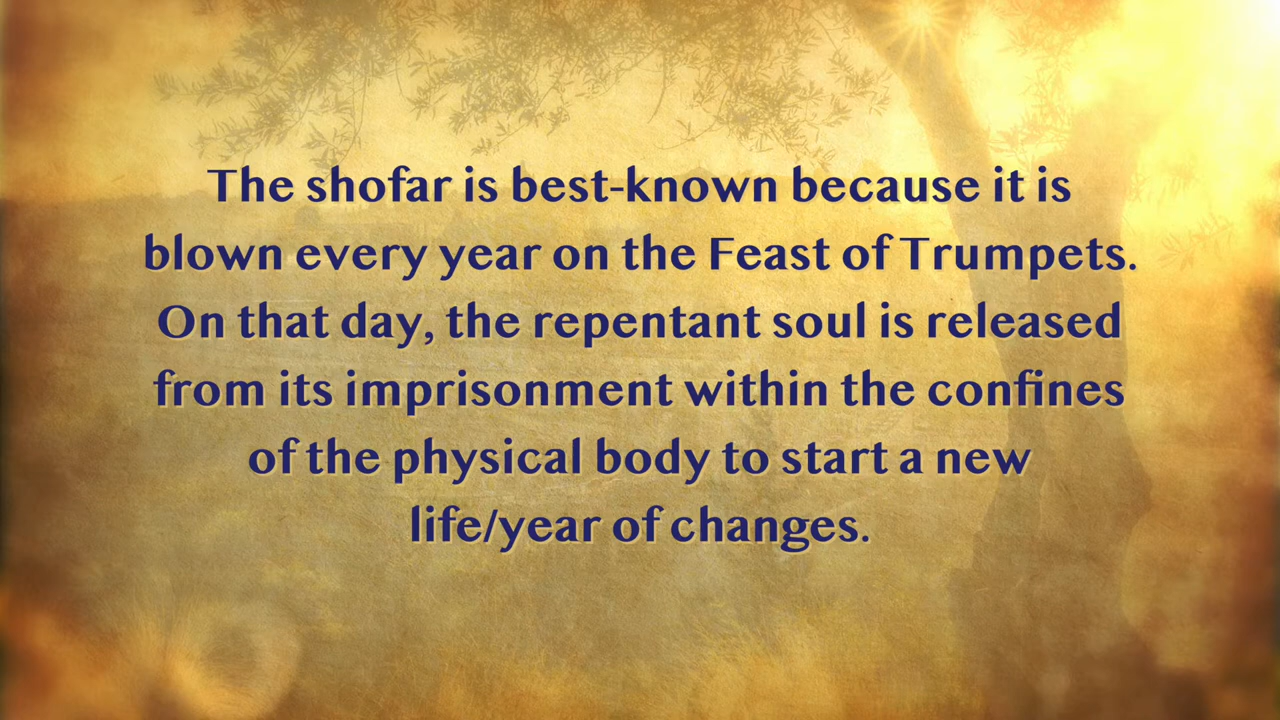 The shofar is best-known because it is
blown every year on the Feast of Trumpets.
On that day, the repentant soul is released
from its imprisonment within the confines
of the physical body to start a new
life/year of changes.